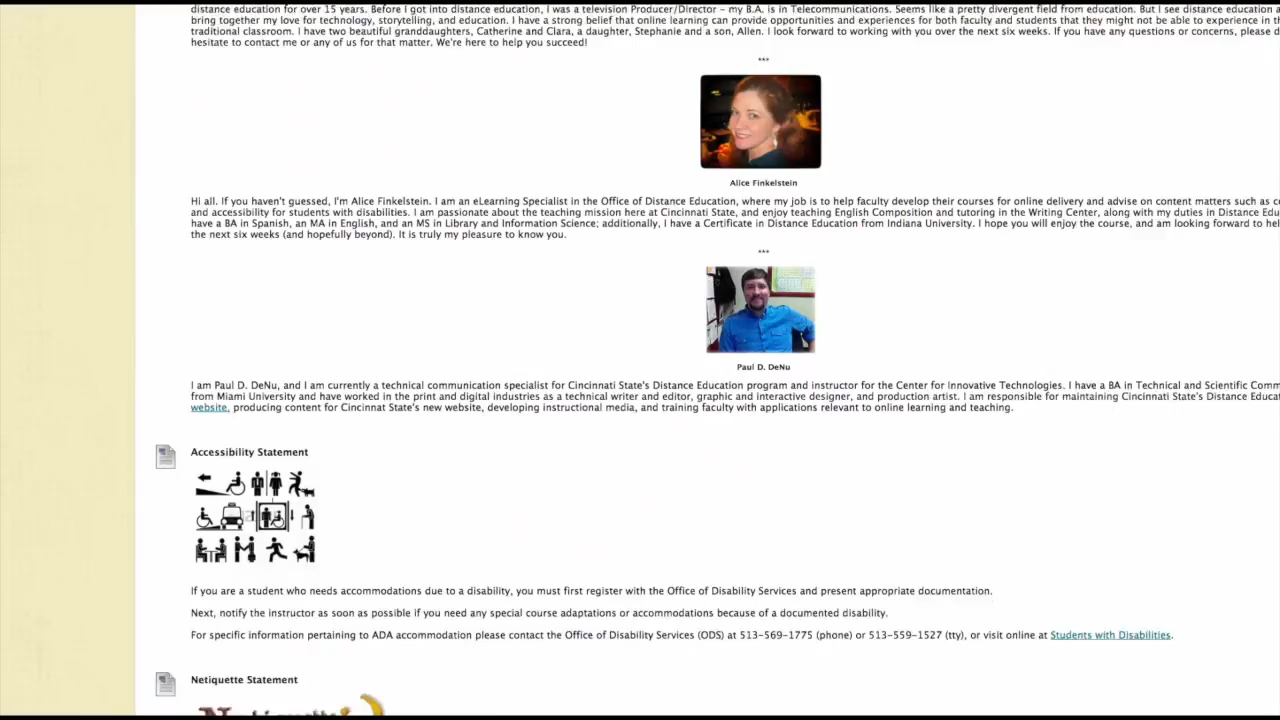 distance education for over 15 years. Before I got into distance education, I was a television Producer/Director - my B.A. is in Telecommunications. Seems like a pretty divergent field from education. But I see distance education a
bring together my love for technology, storytelling, and education. I have a strong belief that online learning can provide opportunities and experiences for both faculty and students that they might not be able to experience in th
traditional classroom. I have two beautiful granddaughters, Catherine and Clara, a daughter, Stephanie and a son, Allen. I look forward to working with you over the next six weeks. If you have any questions or concerns, please d
hesitate to contact me or any of us for that matter. We're here to help you succeed!
***
Alice Finkelstein
Hi all. If you haven't guessed, I'm Alice Finkelstein. I am an eLearning Specialist in the Office of Distance Education, where my job is to help faculty develop their courses for online delivery and advise on content matters such as co
and accessibility for students with disabilities. I am passionate about the teaching mission here at Cincinnati State, and enjoy teaching English Composition and tutoring in the Writing Center, along with my duties in Distance Edu
have a BA in Spanish, an MA in English, and an MS in Library and Information Science; additionally, I have a Certificate in Distance Education from Indiana University. I hope you will enjoy the course, and am looking forward to hel
the next six weeks (and hopefully beyond). It is truly my pleasure to know you.
***
Paul D. DeNu
I am Paul D. DeNu, and I am currently a technical communication specialist for Cincinnati State's Distance Education program and instructor for the Center for Innovative Technologies. I have a BA in Technical and Scientific Comm
from Miami University and have worked in the print and digital industries as a technical writer and editor, graphic and interactive designer, and production artist. I am responsible for maintaining Cincinnati State's Distance Educat
website, producing content for Cincinnat State's new website, developing instructional media, and training faculty with applications relevant to online learning and teaching.
Accessibility Statement
If you are a student who needs accommodations due to a disability, you must first register with the Office of Disability Services and present appropriate documentation.
Next, notify the instructor as soon as possible if you need any special course adaptations or accommodations because of a documented disability.
For specific information pertaining to ADA accommodation please contact the Office of Disability Services (ODS) at 513-569-1775 (phone) or 513-559-1527 (tty), or visit online at Students with Disabilities.
Netiquette Statement